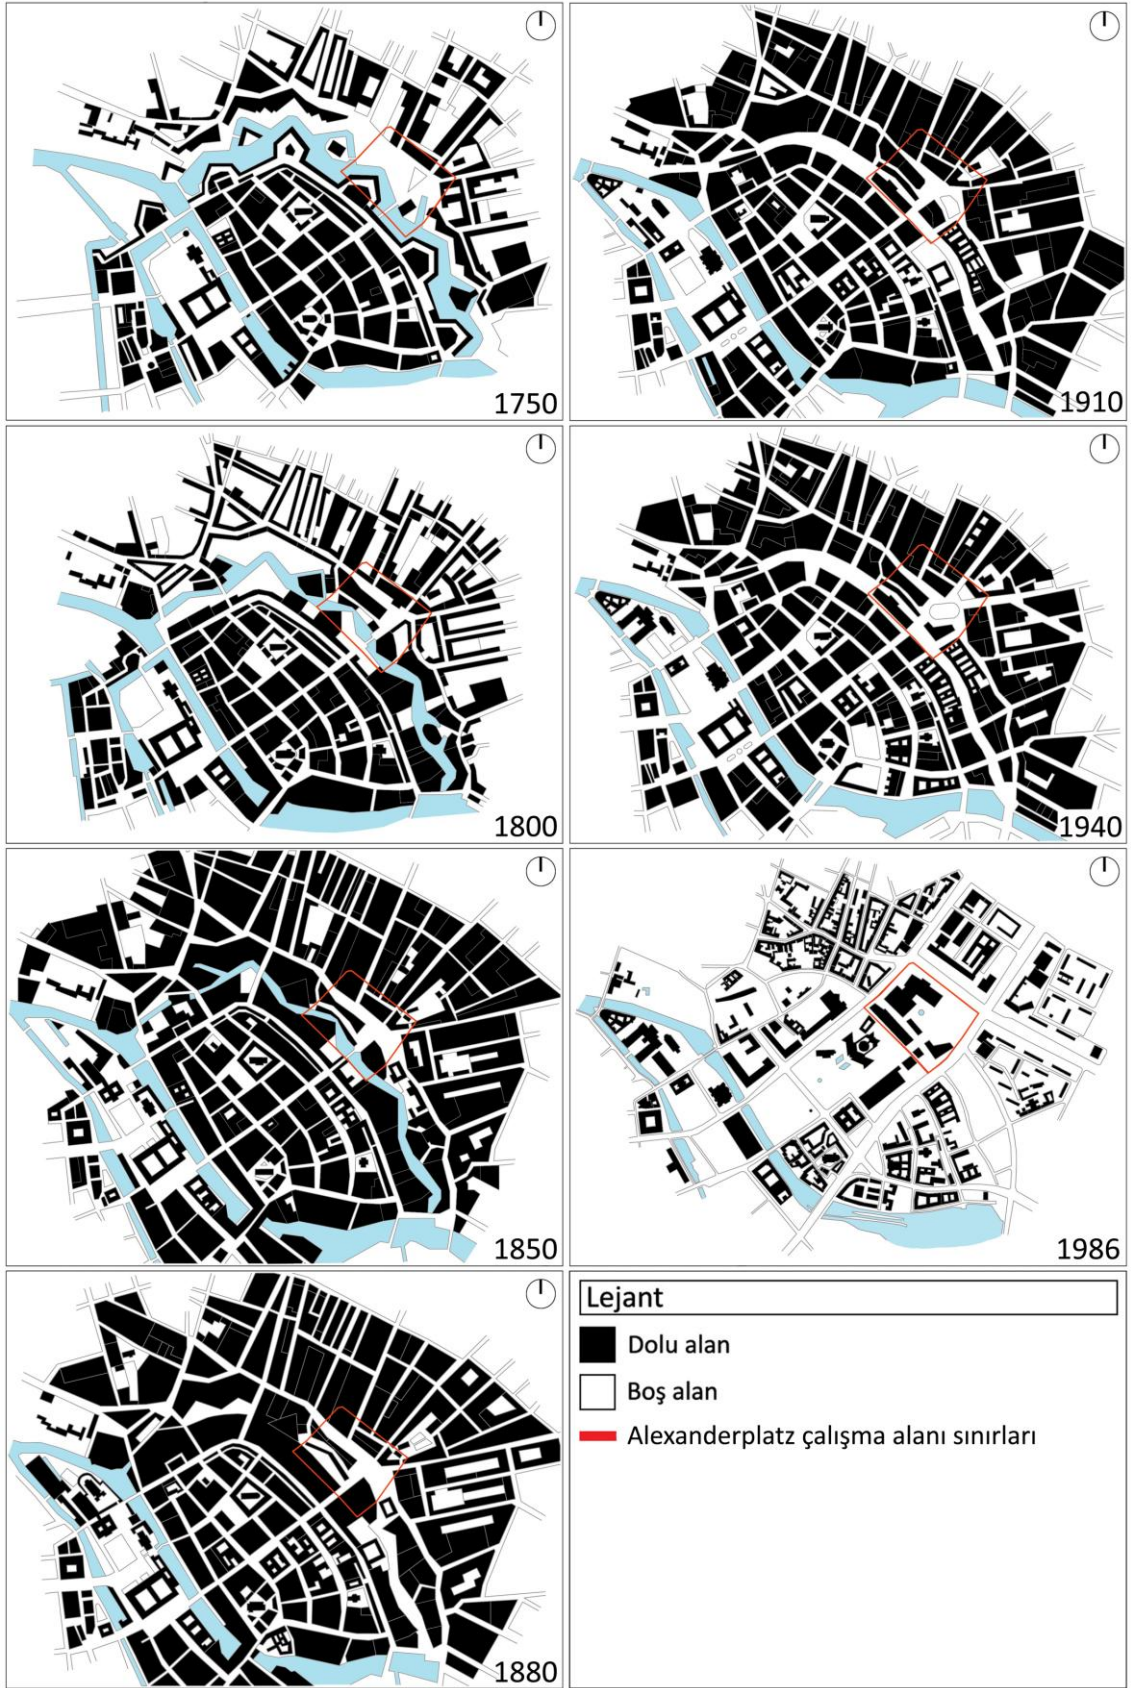 1750
1910
1800
1940
1850
1986
1880
Lejant
Dolu alan
Boş alan
Alexanderplatz çalışma alanı sınırları